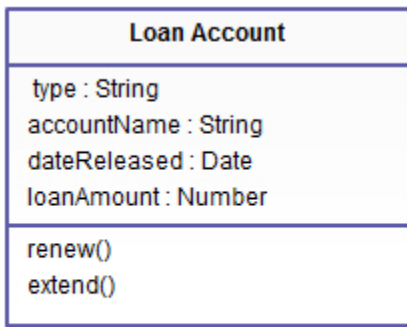 Loan Account
type : String
accountName : String
dateReleased : Date
loanAmount : Number
renew()
extend()